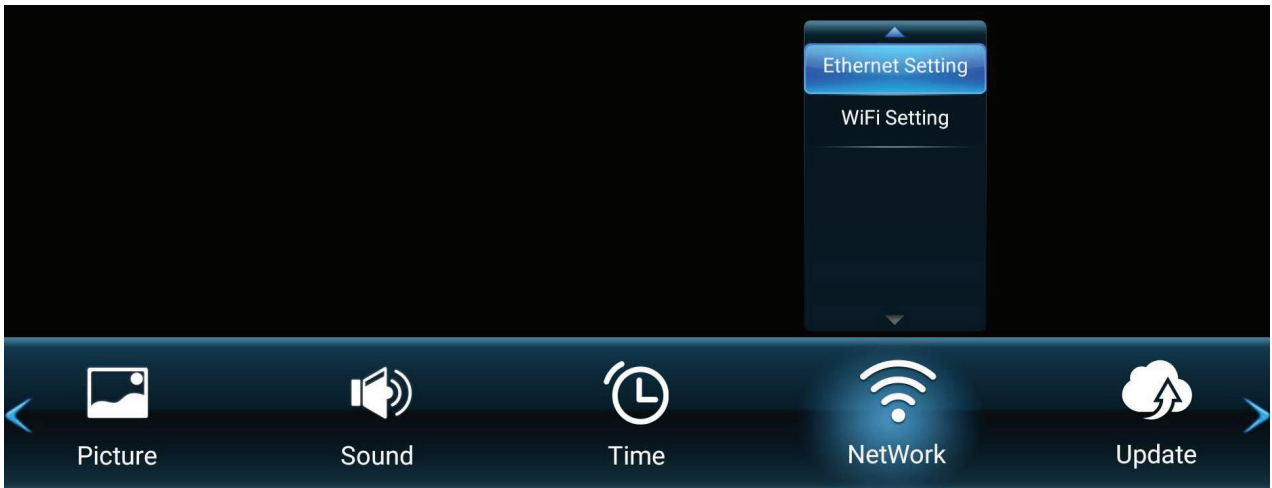 Ethernet Setting
WiFi Setting
Picture
Sound
Time
NetWork
Update